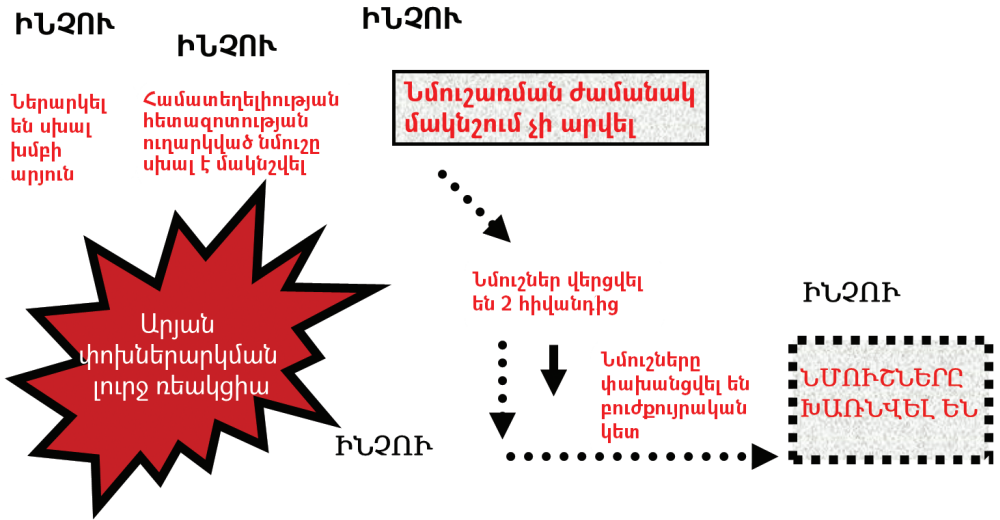 ԻՆՉՈՒ
ԻՆՉՈՒ
ԻՆՉՈՒ
Ներարկել
են սխալ
խմբի
արյուն
Համատեղելիության
հետազոտության
ուղարկված նմուշը
սխալ է մակնշվել
Նմուշառման ժամանակ
մակնշում չի արվել
Նմուշներ վերցվել
են 2 հիվանդից
ԻՆՉՈՒ
Արյան
փոխներարկման
լուրջ ռեակցիա
Նմուշները
փախանցվել են
բուժքույրական
կետ
ՆՄՈՒՇՆԵՐԸ
ԽԱՌՆՎԵԼ ԵՆ
ԻՆՉՈՒ